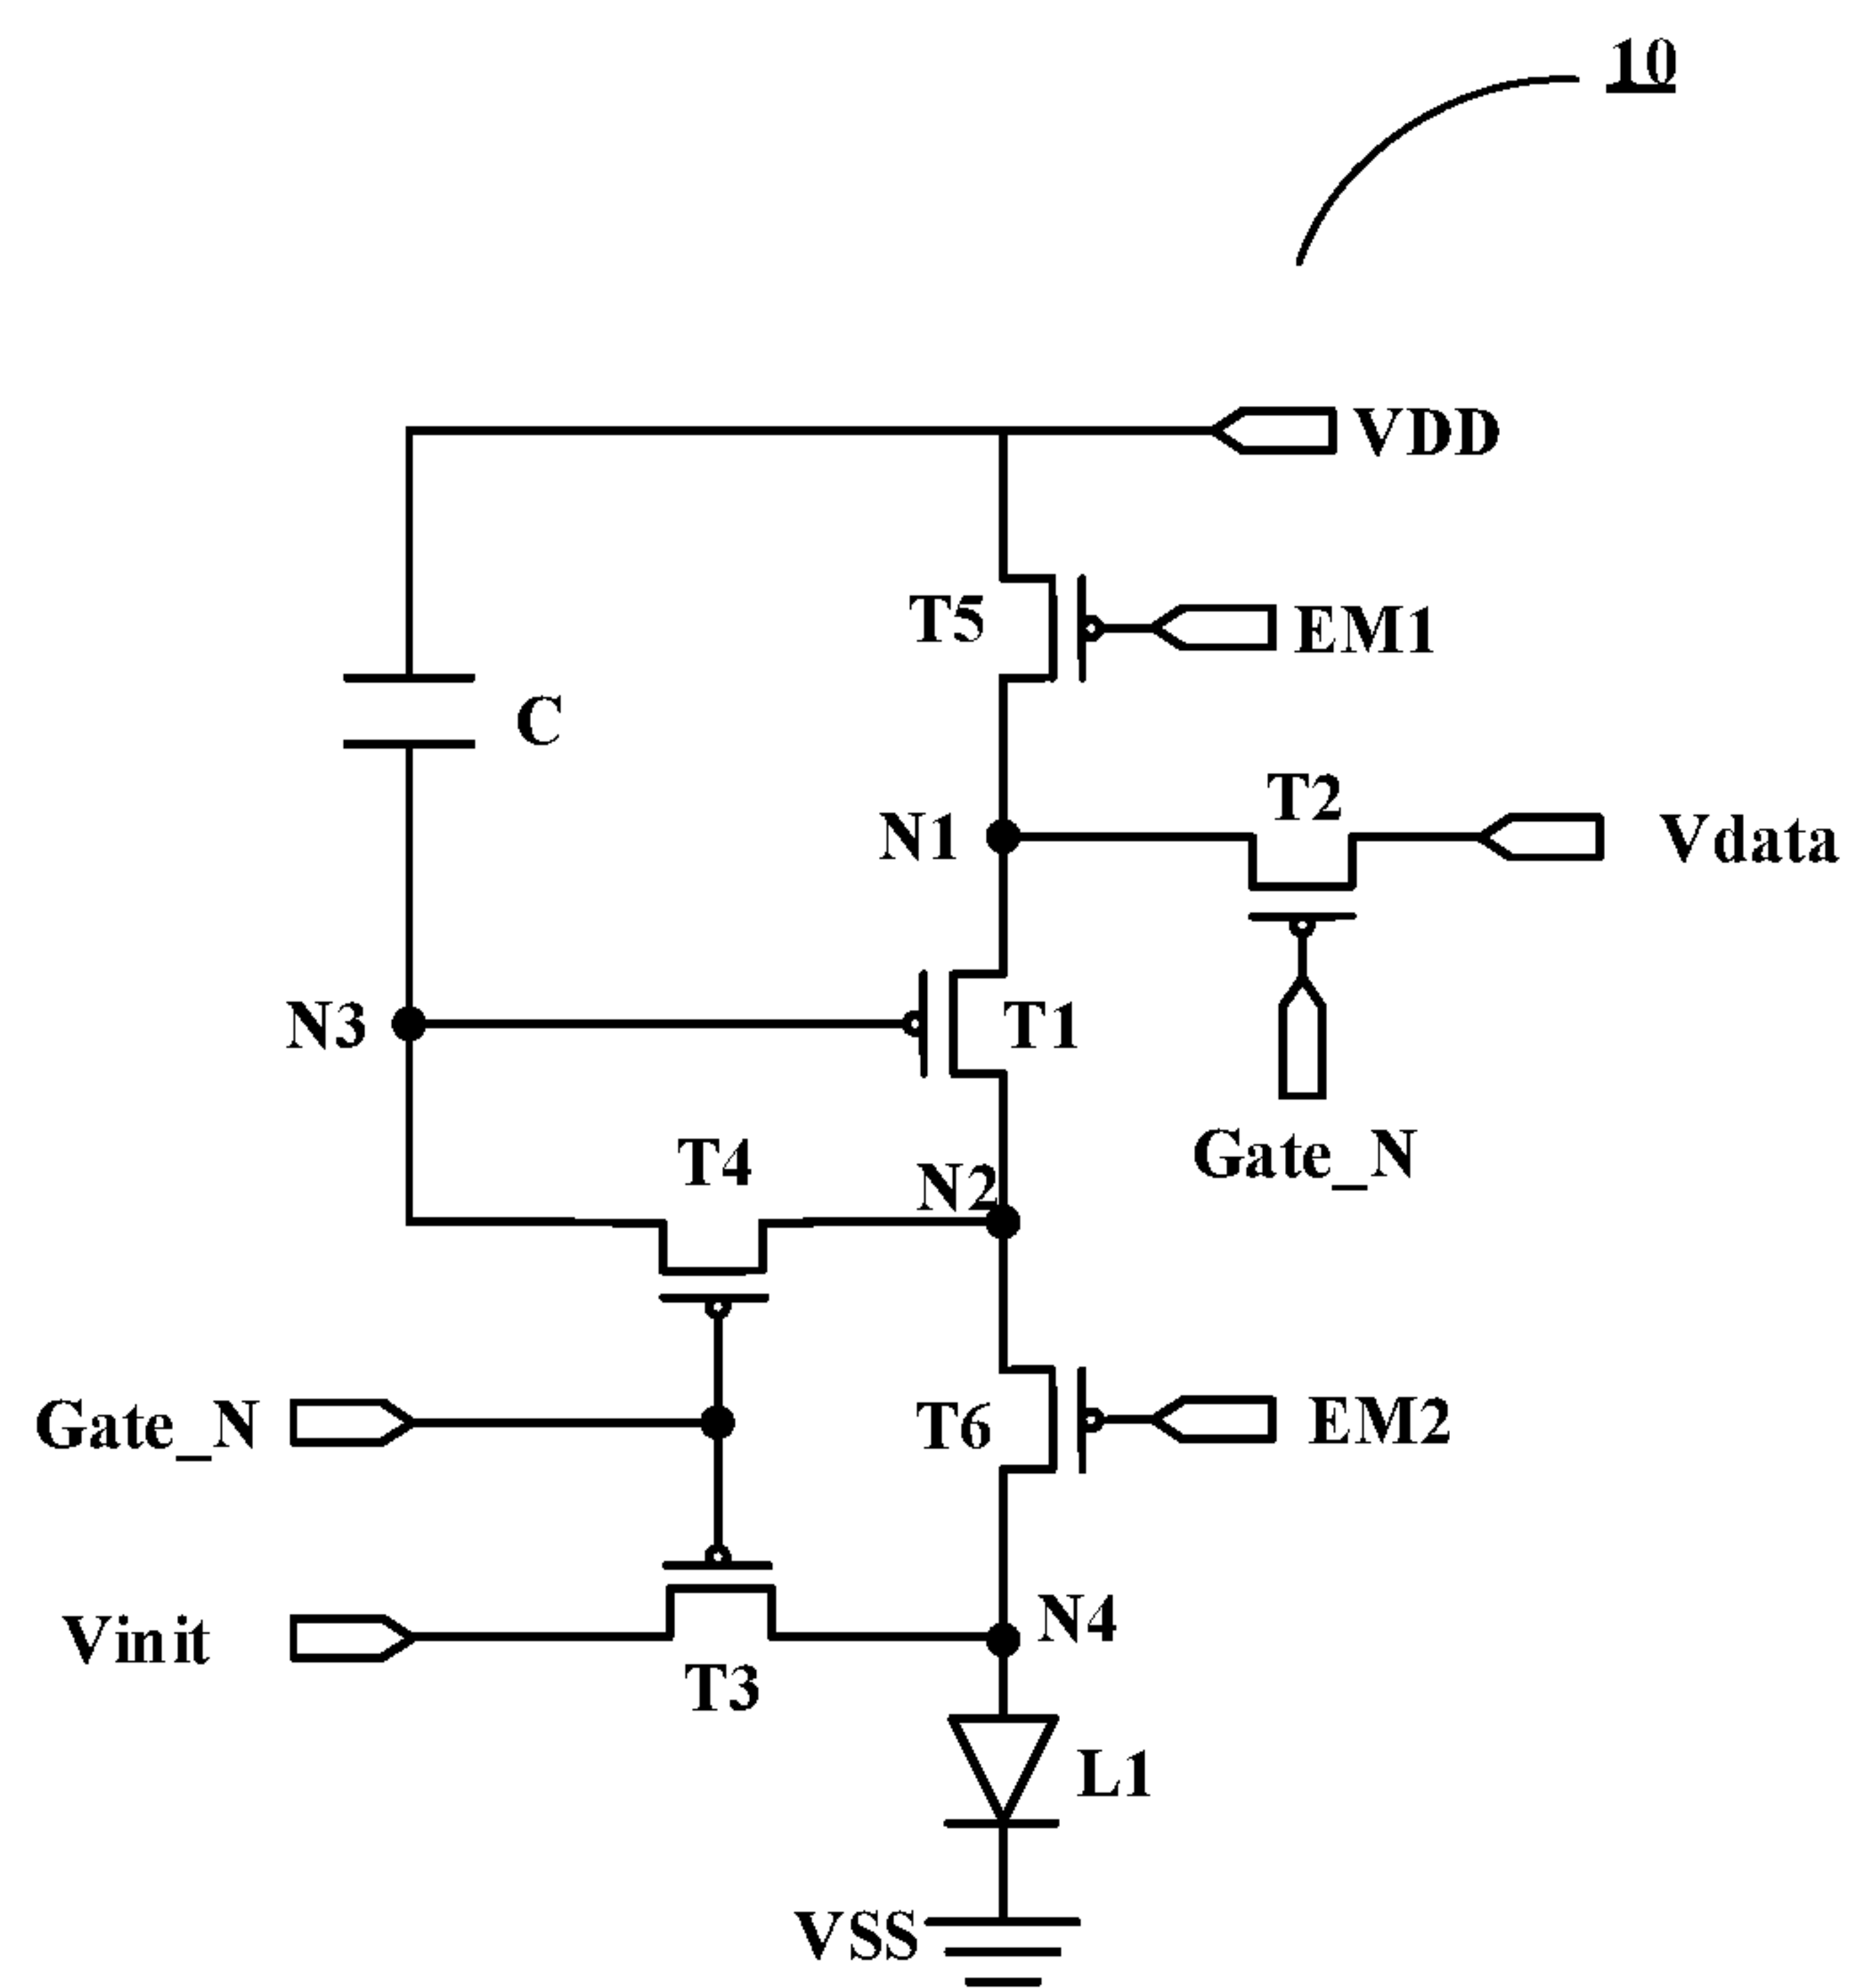 10
VDD
T5
EM1
C
T2
N1
Vdata
N3
T1
Gate_N
T4
N2
Gate_N
T6
EM2
Vinit
N4
T3
L1
VSS